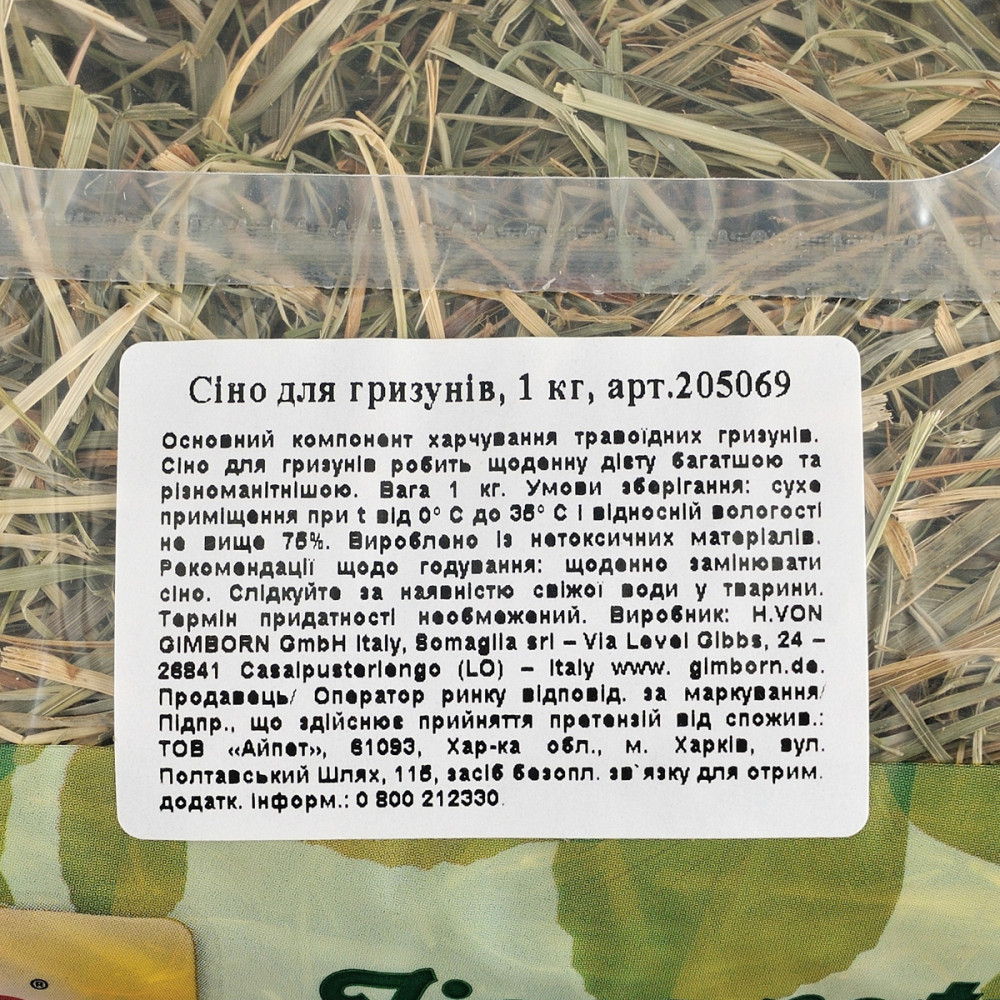 Сіно для гризунів, 1 кг, арт.205069
Основний компонент харчування травоїдних гризунів.
Сіно для гризунів робить щоденну дієту багатшою та
різноманітнішою. Вага 1 кг. Умови зберігання: сухе
приміщення при t від 0° C до 35° C і відносній вологості
не вище 75%. Вироблено із нетоксичних матеріалів.
Рекомендації щодо годування: щоденно замінювати
сіно. Слідкуйте за наявністю свіжої води у тварини.
Термін придатності необмежений. Виробник: H.VON
GIMBORN GmbH Italy, Somaglia srl – Via Level Gibbs, 24 –
26841 Casalpusterlengo (LO) – Italy www. gimborn.de.
Продавець/ Оператор ринку відповід. за маркування/
Підпр., що здійснює прийняття претензій від спожив.:
ТОВ «Айпет», 61093, Хар-ка обл., м. Харків, вул.
Полтавський Шлях, 115, засіб безопл. зв`язку для отрим.
додатк. інформ.: 0 800 212330.
®